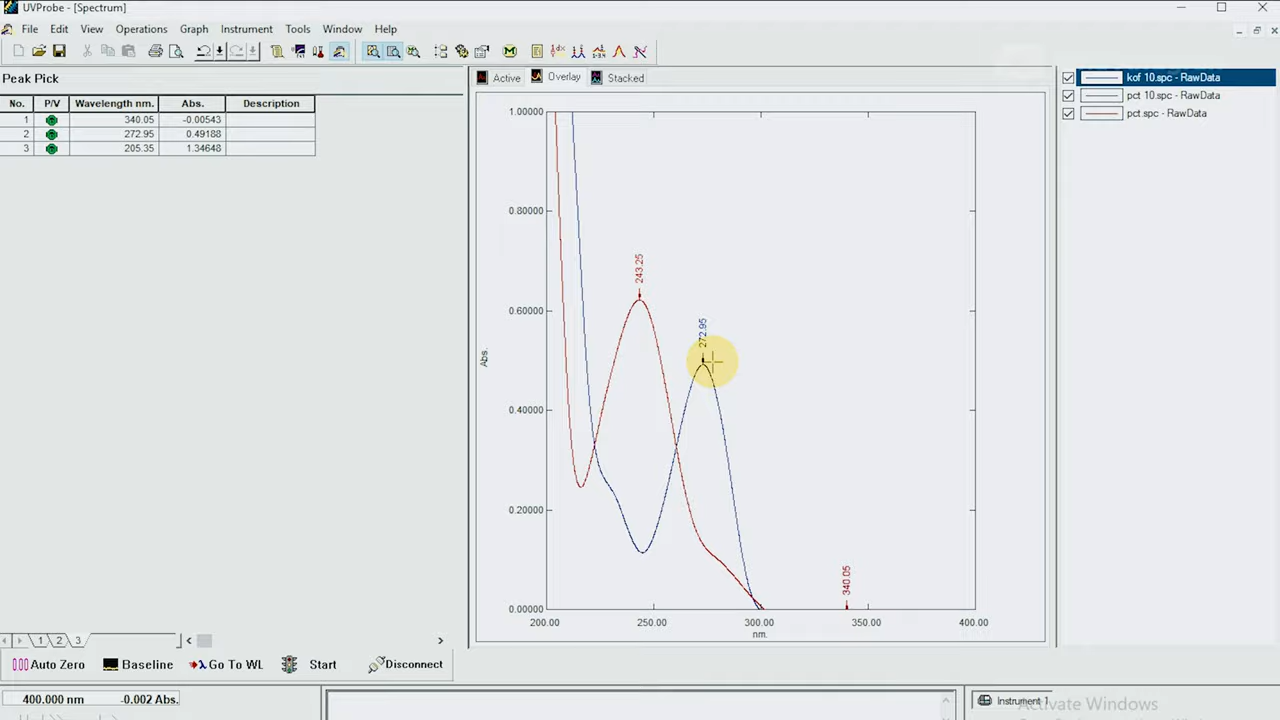 UVProbe - [Spectrum]
File Edit View Operations Graph Instrument Tools Window Help
Peak Pick
No. P/V Wavelength nm. Abs. Description
1 340.05 -0.00543
2 272.95 0.49188
3 205.35 1.34648
Active Overlay Stacked
1.00000
0.80000
0.60000
0.40000
0.20000
0.00000
Abs.
243.25
272.95
340.05
200.00 250.00 300.00 350.00 400.00
nm.
kof 10.spc - RawData
pct 10.spc - RawData
pct.spc - RawData
1 2 3
Auto Zero Baseline Go To WL Start Disconnect
400.000 nm -0.002 Abs.
Instrument 1
Activate Windows